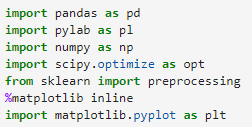 import pandas as pd
import pylab as pl
import numpy as np
import scipy.optimize as opt
from sklearn import preprocessing
%matplotlib inline
import matplotlib.pyplot as plt